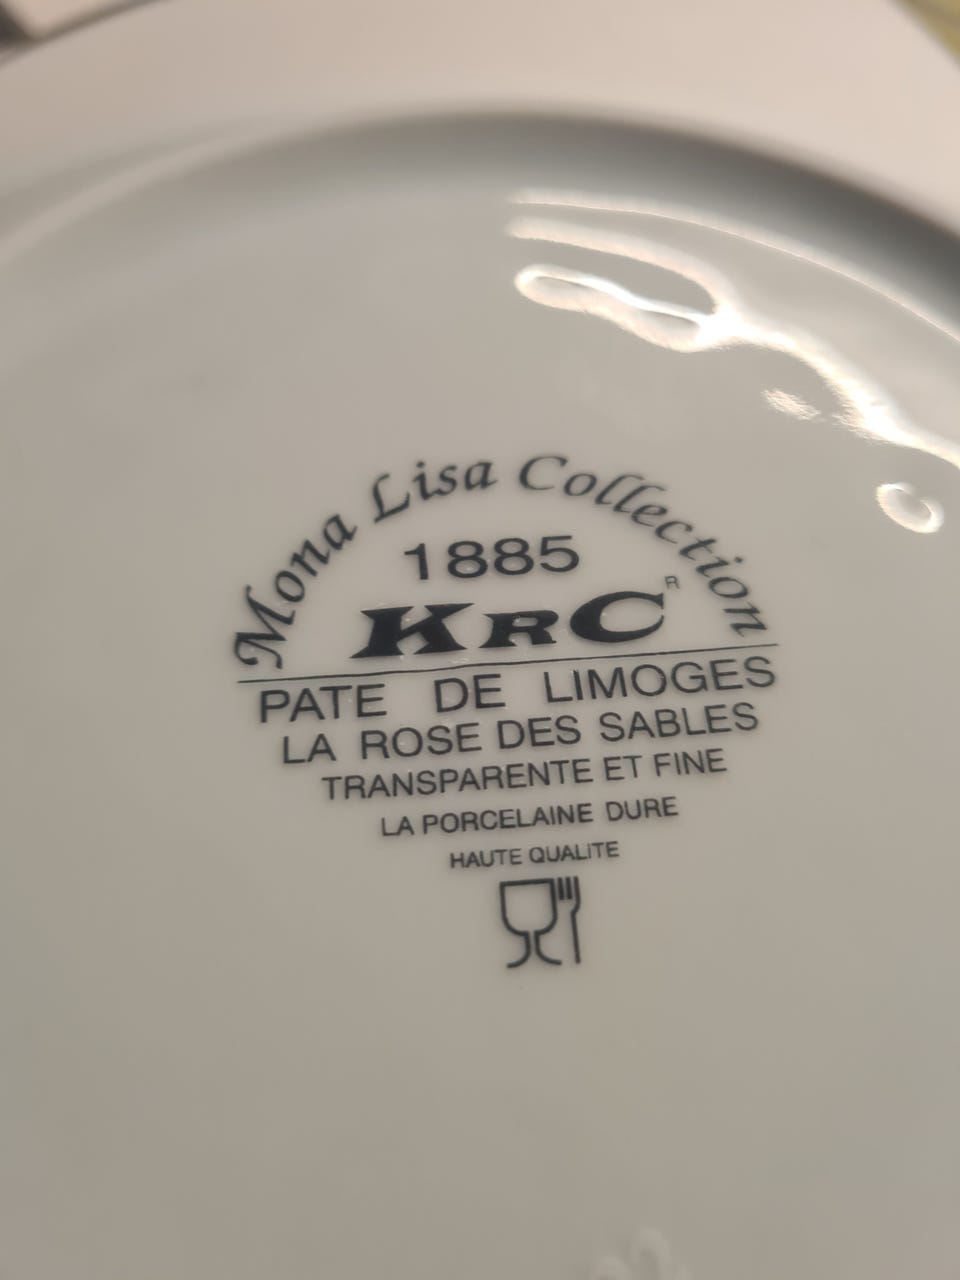 Mona Lisa Collection
1885
KRC R
PATE DE LIMOGES
LA ROSE DES SABLES
TRANSPARENTE ET FINE
LA PORCELAINE DURE
HAUTE QUALITE